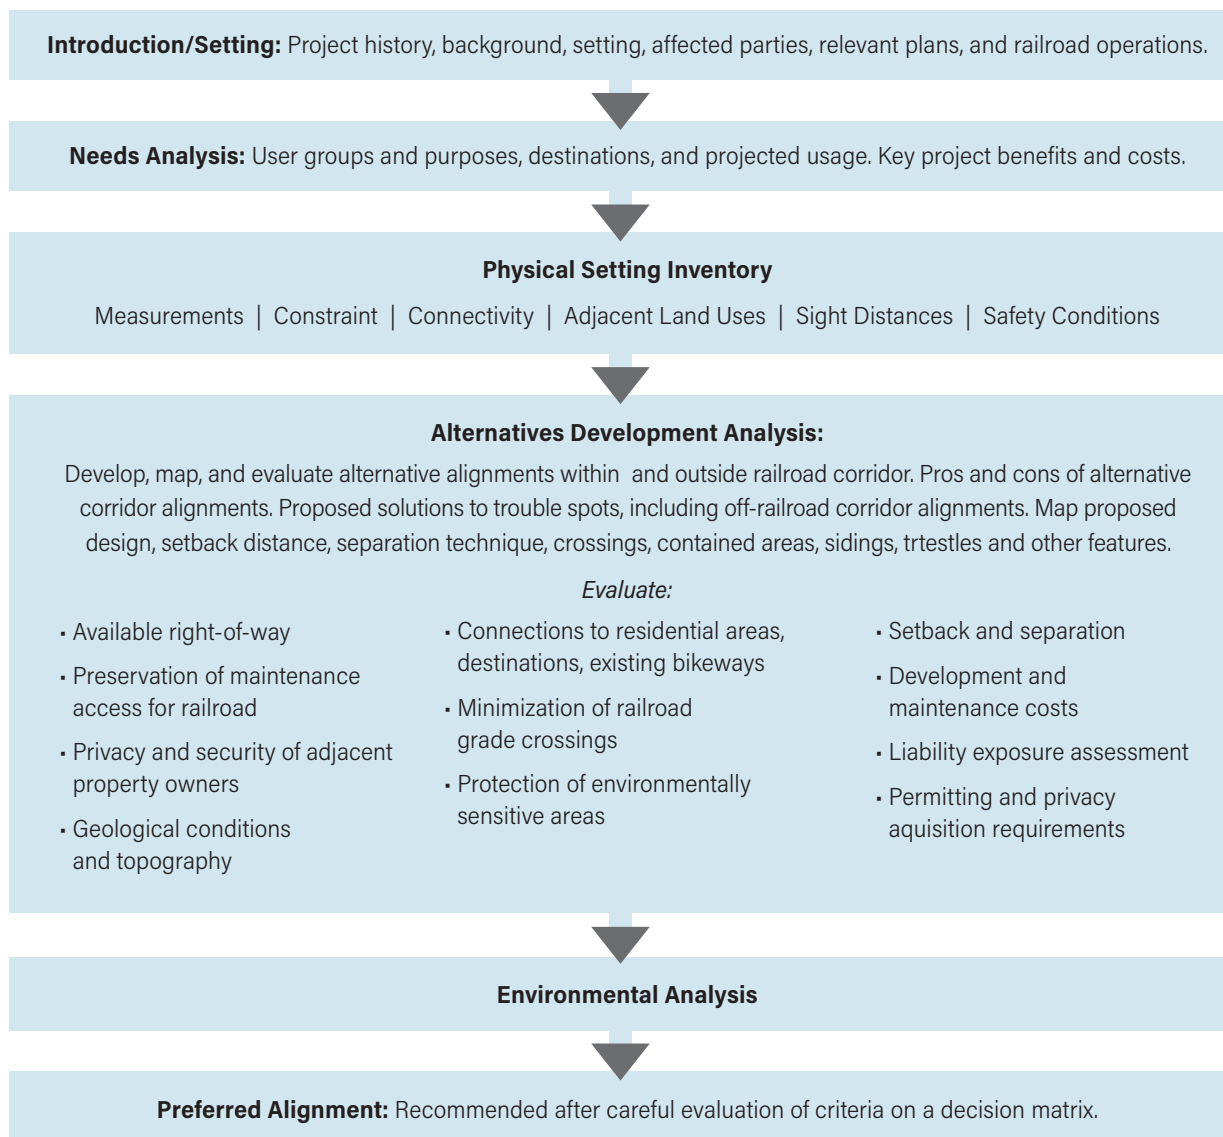 Introduction/Setting: Project history, background, setting, affected parties, relevant plans, and railroad operations.
Needs Analysis: User groups and purposes, destinations, and projected usage. Key project benefits and costs.
Physical Setting Inventory
Measurements | Constraint | Connectivity | Adjacent Land Uses | Sight Distances | Safety Conditions
Alternatives Development Analysis:
Develop, map, and evaluate alternative alignments within and outside railroad corridor. Pros and cons of alternative
corridor alignments. Proposed solutions to trouble spots, including off-railroad corridor alignments. Map proposed
design, setback distance, separation technique, crossings, contained areas, sidings, trtestles and other features.
Evaluate:
• Available right-of-way
• Preservation of maintenance
access for railroad
• Privacy and security of adjacent
property owners
• Geological conditions
and topography
• Connections to residential areas,
destinations, existing bikeways
• Minimization of railroad
grade crossings
• Protection of environmentally
sensitive areas
• Setback and separation
• Development and
maintenance costs
• Liability exposure assessment
• Permitting and privacy
aquisition requirements
Environmental Analysis
Preferred Alignment: Recommended after careful evaluation of criteria on a decision matrix.